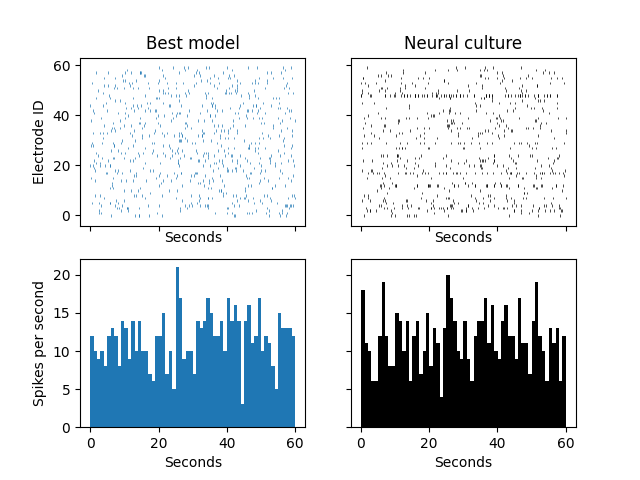 Best model
Neural culture
60
40
20
0
Electrode ID
Seconds
Seconds
20
15
10
5
0
Spikes per second
0 20 40 60
0 20 40 60
Seconds
Seconds